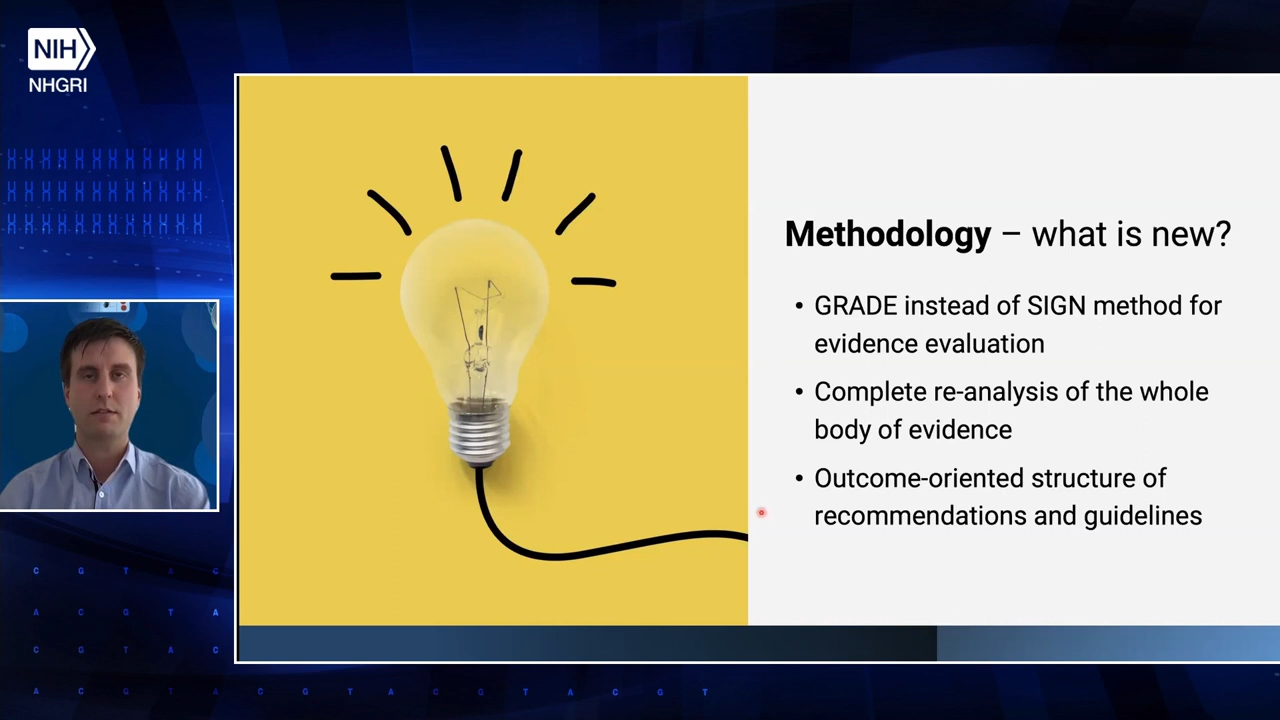 NIH
NHGRI
Methodology – what is new?
• GRADE instead of SIGN method for
evidence evaluation
• Complete re-analysis of the whole
body of evidence
• Outcome-oriented structure of
recommendations and guidelines
C G T A C
A C G T A
C G T A C
A C G T A C G T A C G T A C G T